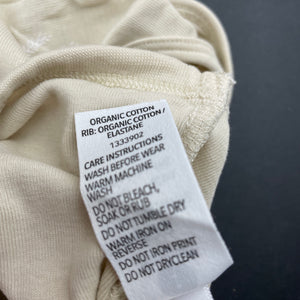 ORGANIC COTTON
RIB: ORGANIC COTTON /
ELASTANE
1333902
CARE INSTRUCTIONS
WASH BEFORE WEAR
WARM MACHINE
WASH
DO NOT BLEACH,
SOAK OR RUB
DO NOT TUMBLE DRY
WARM IRON ON
REVERSE
DO NOT IRON PRINT
DO NOT DRYCLEAN